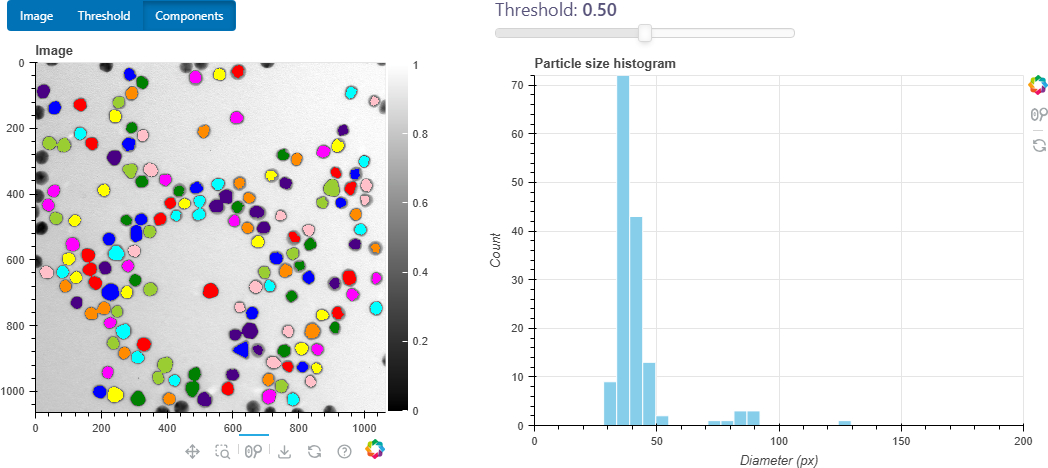 Image Threshold Components
Threshold: 0.50
Image
0
200
400
600
800
1000
0 200 400 600 800 1000
1
0.8
0.6
0.4
0.2
0
Particle size histogram
70
60
50
40
30
20
10
0
Count
0 50 100 150 200
Diameter (px)